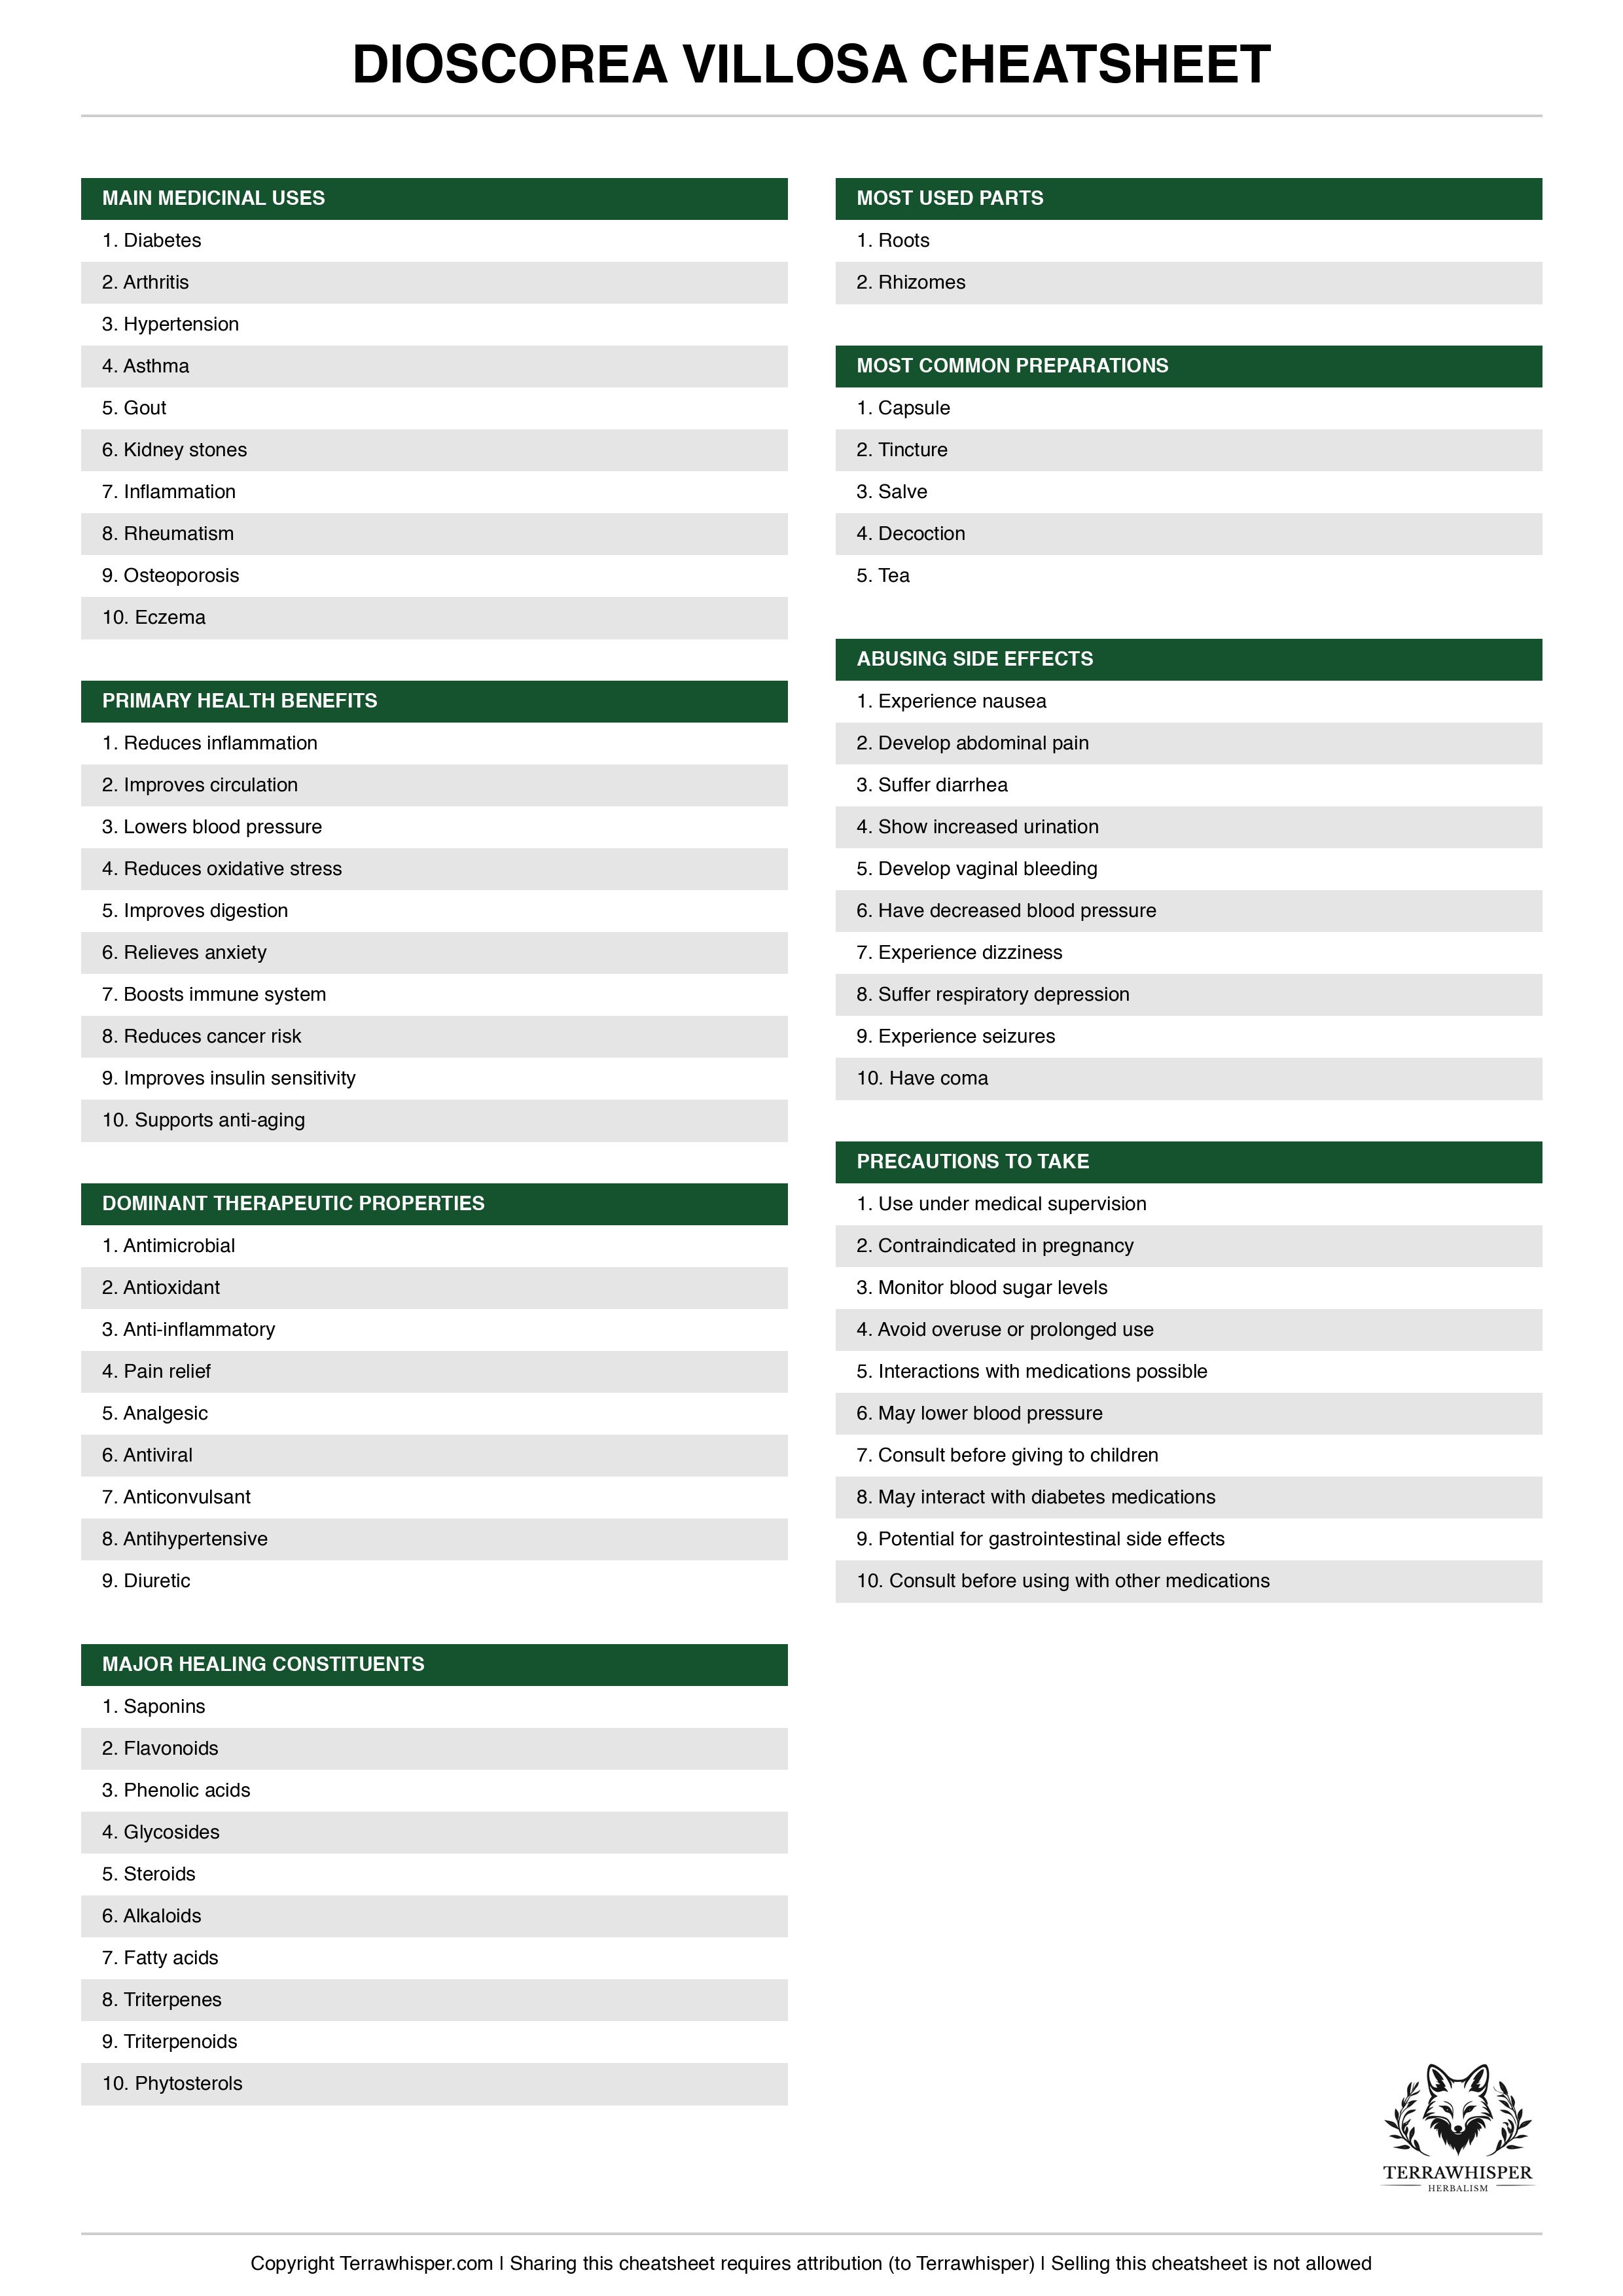 DIOSCOREA VILLOSA CHEATSHEET
MAIN MEDICINAL USES
1. Diabetes
2. Arthritis
3. Hypertension
4. Asthma
5. Gout
6. Kidney stones
7. Inflammation
8. Rheumatism
9. Osteoporosis
10. Eczema
PRIMARY HEALTH BENEFITS
1. Reduces inflammation
2. Improves circulation
3. Lowers blood pressure
4. Reduces oxidative stress
5. Improves digestion
6. Relieves anxiety
7. Boosts immune system
8. Reduces cancer risk
9. Improves insulin sensitivity
10. Supports anti-aging
DOMINANT THERAPEUTIC PROPERTIES
1. Antimicrobial
2. Antioxidant
3. Anti-inflammatory
4. Pain relief
5. Analgesic
6. Antiviral
7. Anticonvulsant
8. Antihypertensive
9. Diuretic
MAJOR HEALING CONSTITUENTS
1. Saponins
2. Flavonoids
3. Phenolic acids
4. Glycosides
5. Steroids
6. Alkaloids
7. Fatty acids
8. Triterpenes
9. Triterpenoids
10. Phytosterols
MOST USED PARTS
1. Roots
2. Rhizomes
MOST COMMON PREPARATIONS
1. Capsule
2. Tincture
3. Salve
4. Decoction
5. Tea
ABUSING SIDE EFFECTS
1. Experience nausea
2. Develop abdominal pain
3. Suffer diarrhea
4. Show increased urination
5. Develop vaginal bleeding
6. Have decreased blood pressure
7. Experience dizziness
8. Suffer respiratory depression
9. Experience seizures
10. Have coma
PRECAUTIONS TO TAKE
1. Use under medical supervision
2. Contraindicated in pregnancy
3. Monitor blood sugar levels
4. Avoid overuse or prolonged use
5. Interactions with medications possible
6. May lower blood pressure
7. Consult before giving to children
8. May interact with diabetes medications
9. Potential for gastrointestinal side effects
10. Consult before using with other medications
TERRAWHISPER
HERBALISM
Copyright Terrawhisper.com | Sharing this cheatsheet requires attribution (to Terrawhisper) | Selling this cheatsheet is not allowed